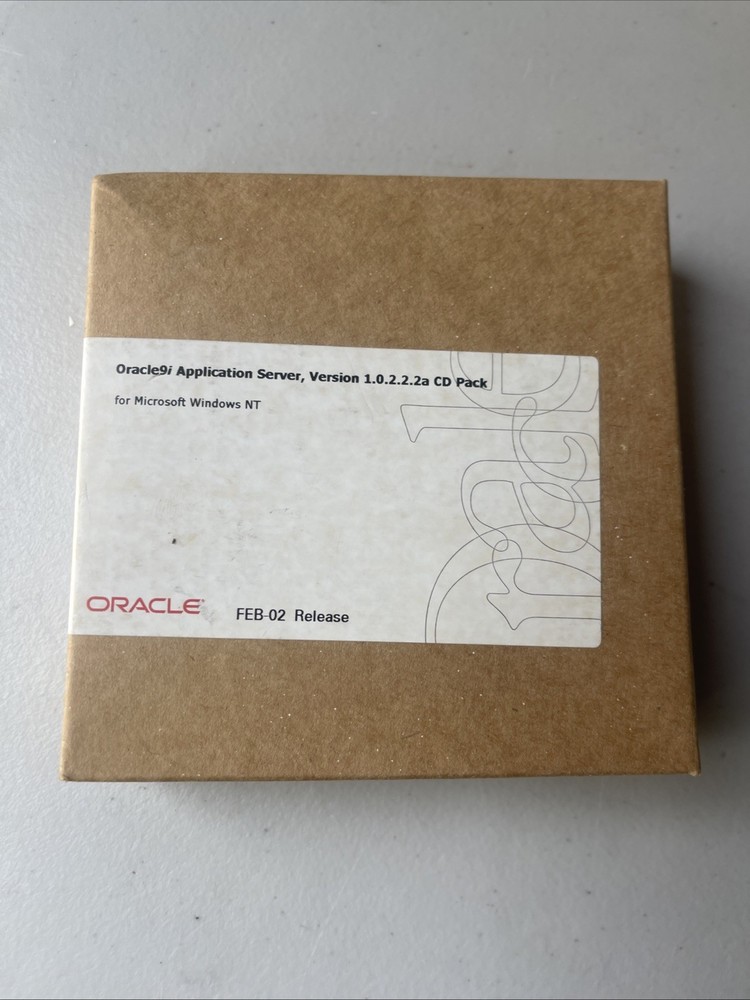 Oracle9i Application Server, Version 1.0.2.2.2a CD Pack
for Microsoft Windows NT
ORACLE FEB-02 Release